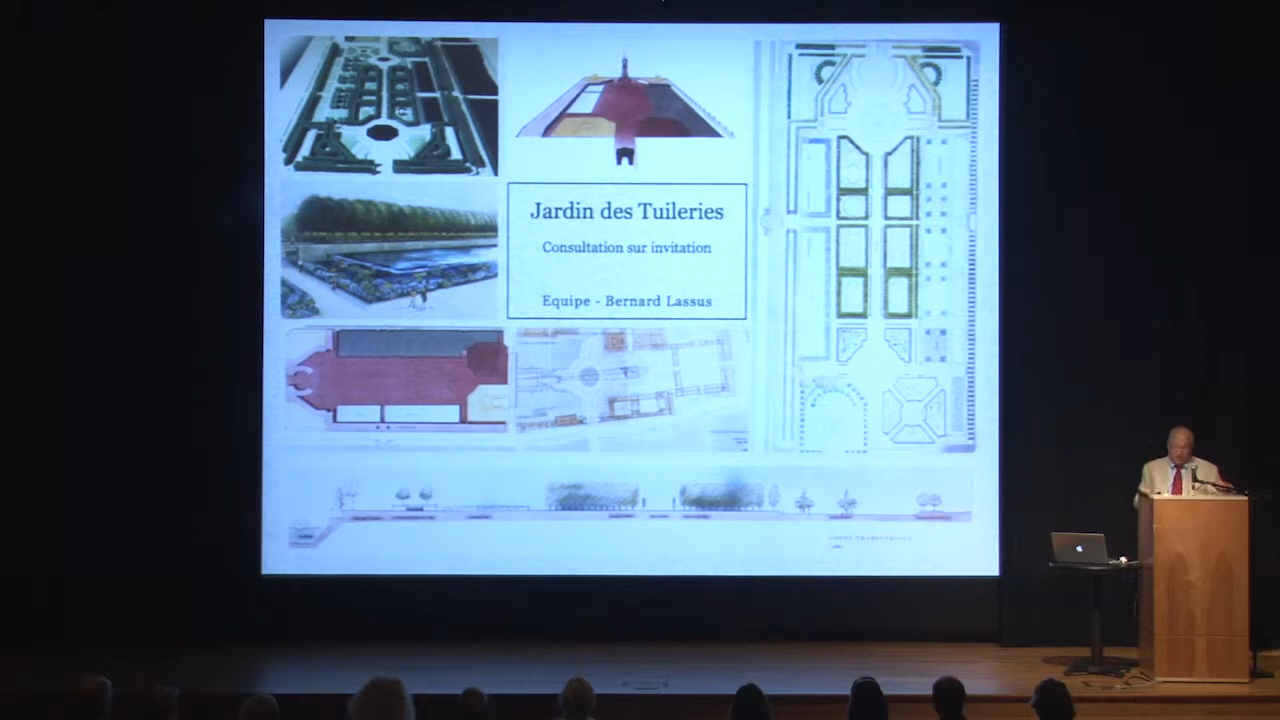 Jardin des Tuileries
Consultation sur invitation
Equipe - Bernard Lassus